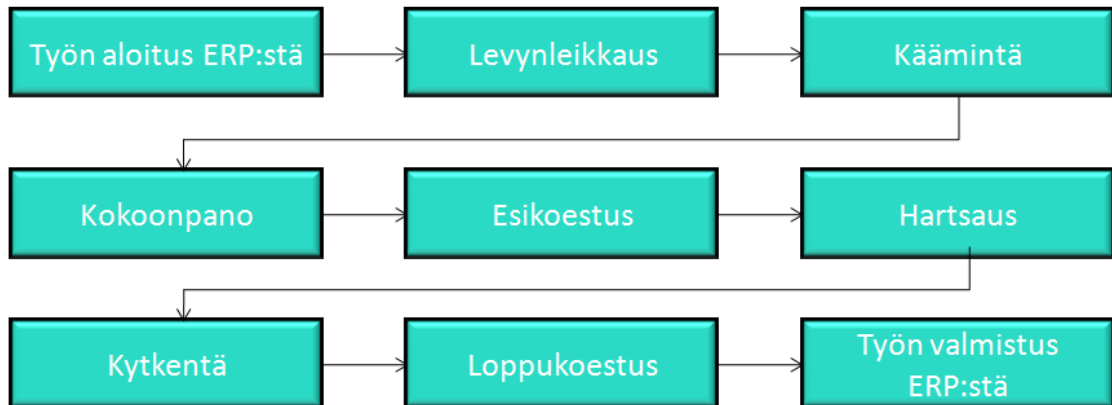 Työn aloitus ERP:stä
Levynleikkaus
Käämintä
Kokoonpano
Esikoestus
Hartsaus
Kytkentä
Loppukoestus
Työn valmistus
ERP:stä